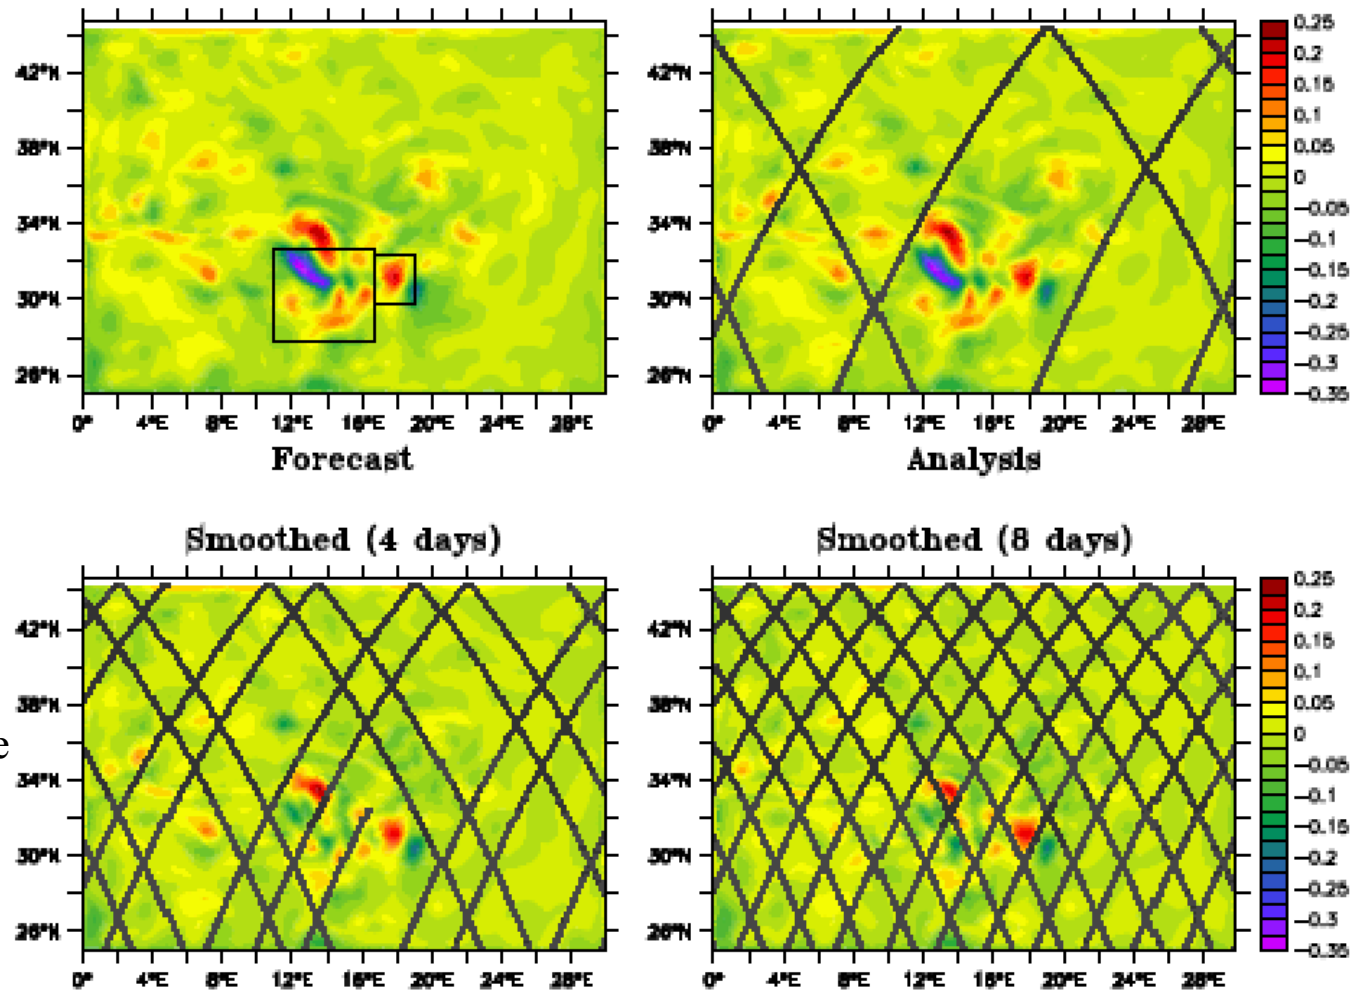 42°N
38°N
34°N
30°N
26°N
0° 4°E 8°E 12°E 16°E 20°E 24°E 28°E
Forecast
42°N
38°N
34°N
30°N
26°N
0° 4°E 8°E 12°E 16°E 20°E 24°E 28°E
Analysis
0.25
0.2
0.15
0.1
0.05
0
-0.05
-0.1
-0.15
-0.2
-0.25
-0.3
-0.35
Smoothed (4 days)
42°N
38°N
34°N
30°N
26°N
0° 4°E 8°E 12°E 16°E 20°E 24°E 28°E
e
Smoothed (8 days)
42°N
38°N
34°N
30°N
26°N
0° 4°E 8°E 12°E 16°E 20°E 24°E 28°E
0.25
0.2
0.15
0.1
0.05
0
-0.05
-0.1
-0.15
-0.2
-0.25
-0.3
-0.35